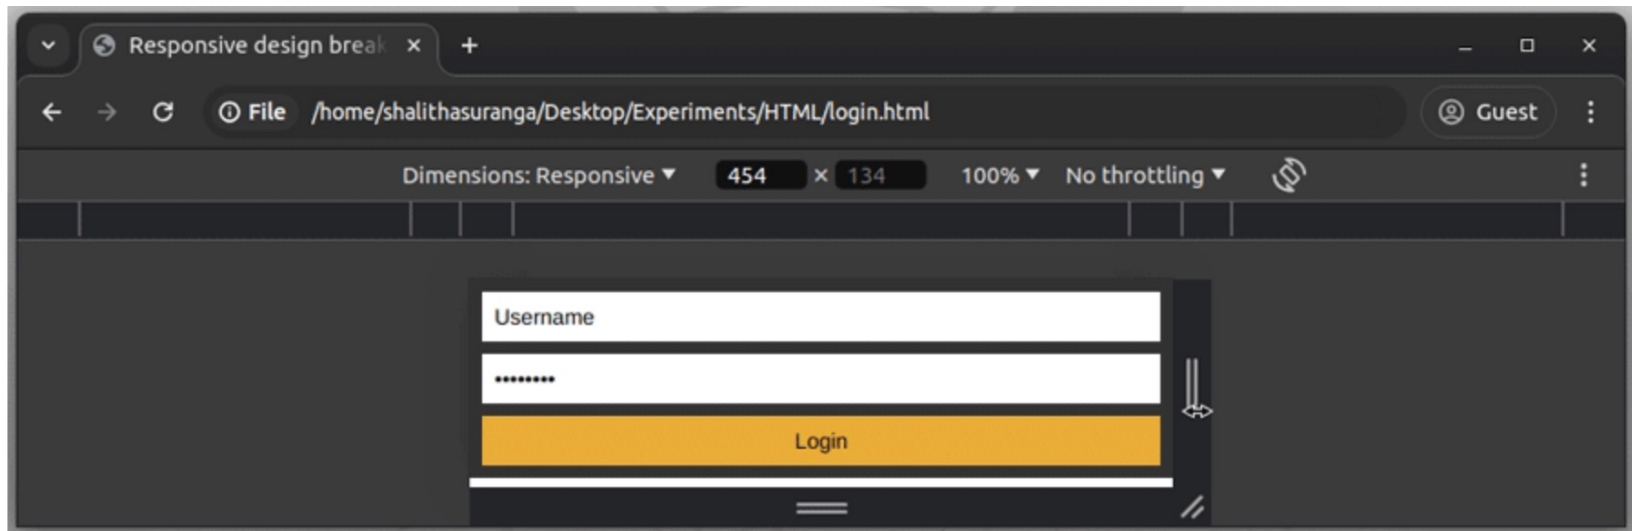 Responsive design break
File /home/shalithasuranga/Desktop/Experiments/HTML/login.html Guest
Dimensions: Responsive 454 × 134 100% No throttling
Username
••••••••
Login